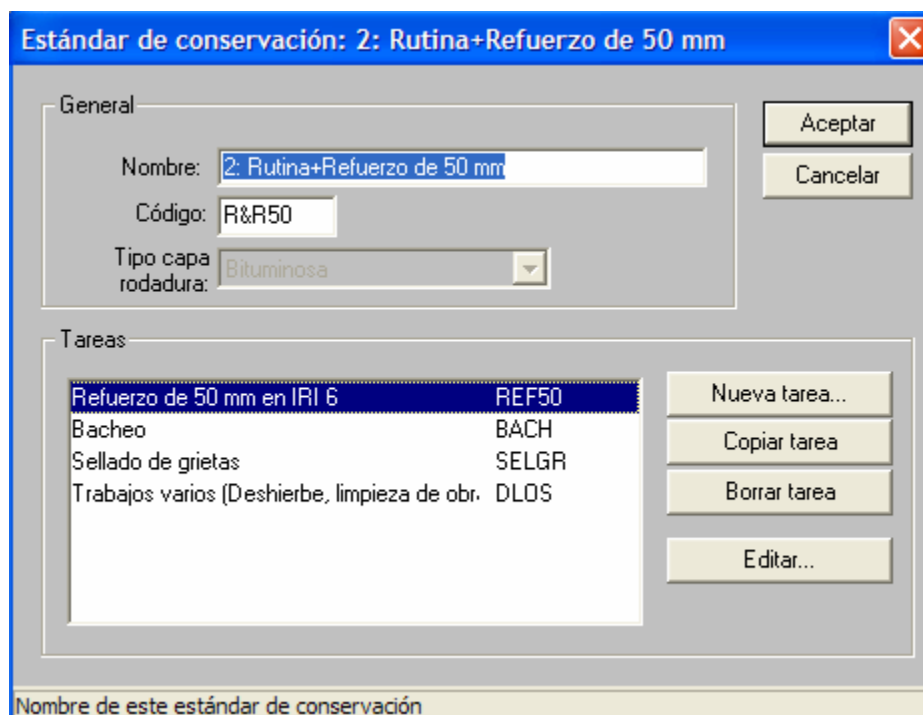 Estándar de conservación: 2: Rutina+Refuerzo de 50 mm
General
Nombre: 2: Rutina+Refuerzo de 50 mm
Código: R&R50
Tipo capa
rodadura: Bituminosa
Aceptar
Cancelar
Tareas
Refuerzo de 50 mm en IRI 6 REF50
Bacheo BACH
Sellado de grietas SELGR
Trabajos varios (Deshierbe, limpieza de obr DLOS
Nueva tarea...
Copiar tarea
Borrar tarea
Editar...
Nombre de este estándar de conservación